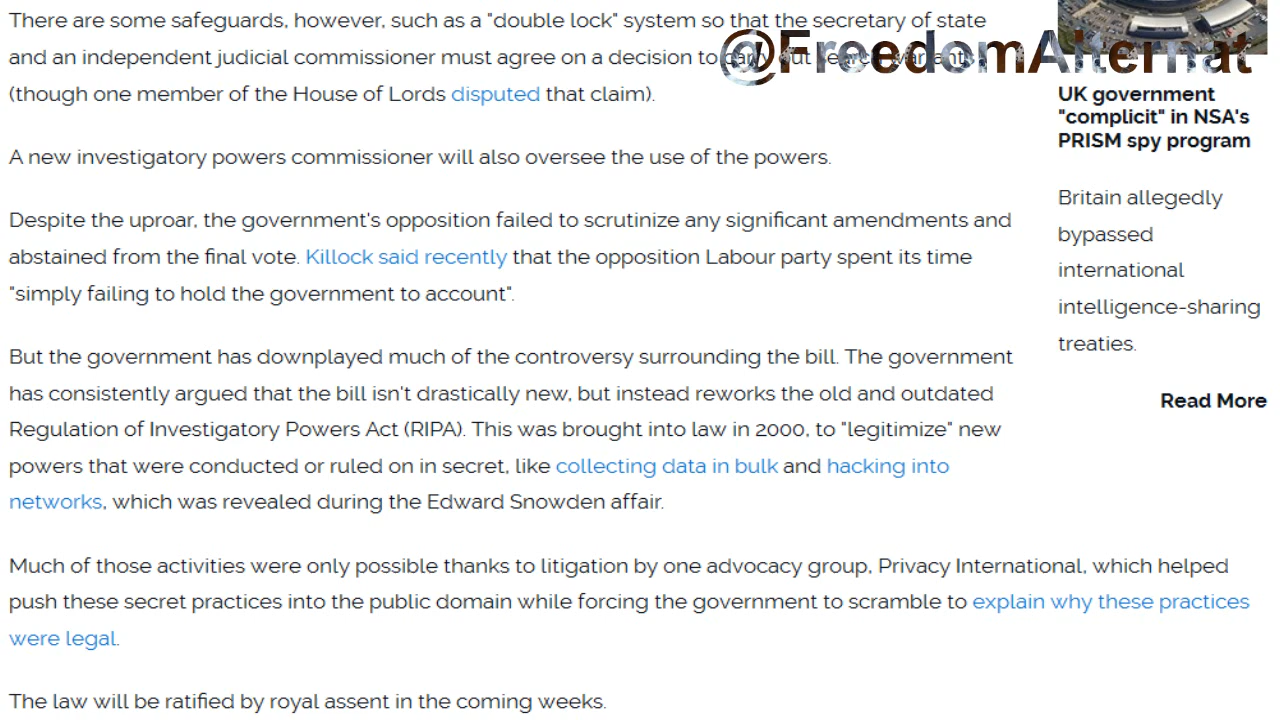 There are some safeguards, however, such as a "double lock" system so that the secretary of state
and an independent judicial commissioner must agree on a decision to carry out search warrants
(though one member of the House of Lords disputed that claim).
A new investigatory powers commissioner will also oversee the use of the powers.
Despite the uproar, the government's opposition failed to scrutinize any significant amendments and
abstained from the final vote. Killock said recently that the opposition Labour party spent its time
"simply failing to hold the government to account".
But the government has downplayed much of the controversy surrounding the bill. The government
has consistently argued that the bill isn't drastically new, but instead reworks the old and outdated
Regulation of Investigatory Powers Act (RIPA). This was brought into law in 2000, to "legitimize" new
powers that were conducted or ruled on in secret, like collecting data in bulk and hacking into
networks, which was revealed during the Edward Snowden affair.
Much of those activities were only possible thanks to litigation by one advocacy group, Privacy International, which helped
push these secret practices into the public domain while forcing the government to scramble to explain why these practices
were legal.
The law will be ratified by royal assent in the coming weeks.
@FreedomAlternat
UK government
"complicit" in NSA's
PRISM spy program
Britain allegedly
bypassed
international
intelligence-sharing
treaties.
Read More